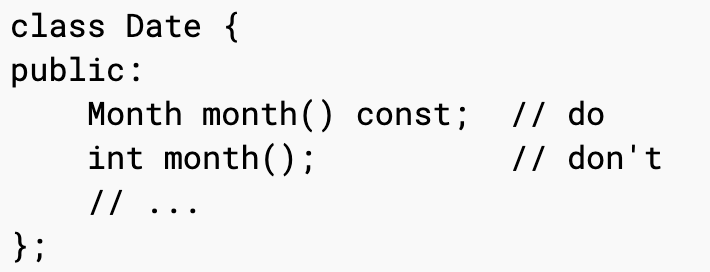 class Date {
public:
    Month month() const;  // do
    int month();          // don't
    // ...
};